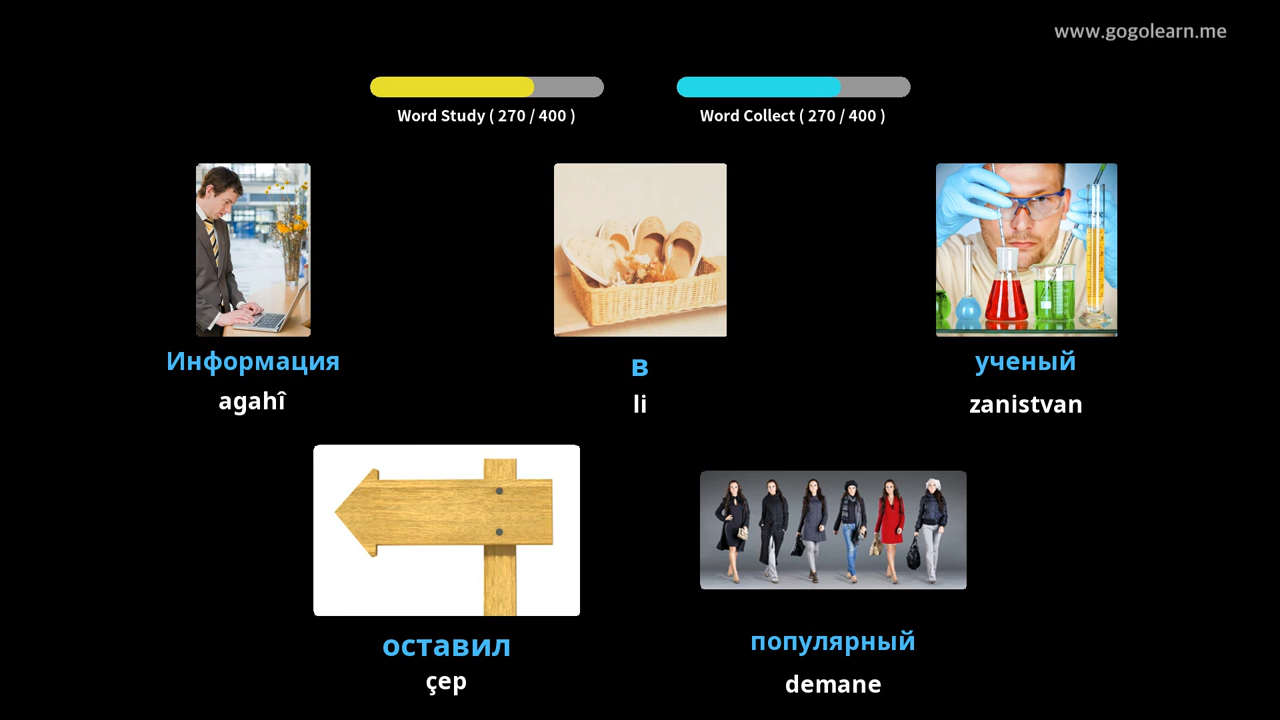 www.gogolearn.me
Word Study ( 270 / 400 )
Word Collect ( 270 / 400 )
Информация
agahî
в
li
ученый
zanistvan
оставил
çep
популярный
demane